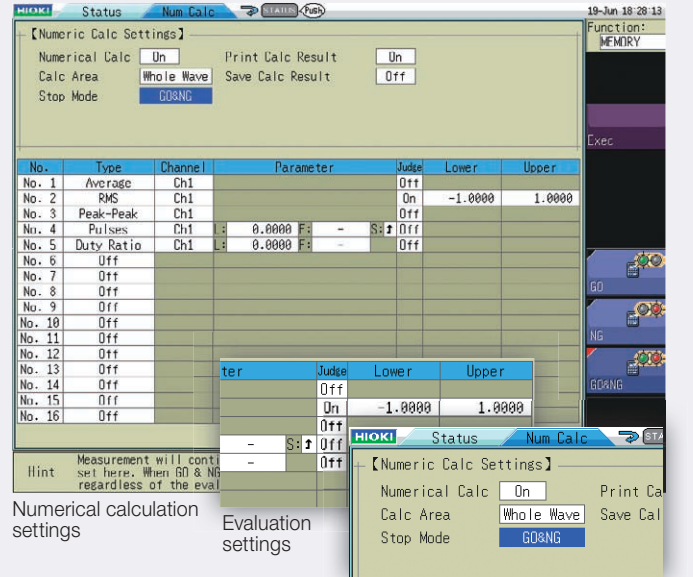 HIOKI Status Num Calc STATUS Push 19-Jun 18:28:13
【Numeric Calc Settings】
Numerical Calc On Print Calc Result On
Calc Area Whole Wave Save Calc Result Off
Stop Mode GO&NG
Function:
MEMORY
Exec
GO
NG
GO&NG
No. Type Channel Parameter Judge Lower Upper
No. 1 Average Ch1 Off
No. 2 RMS Ch1 On -1.0000 1.0000
No. 3 Peak-Peak Ch1 Off
No. 4 Pulses Ch1 L: 0.0000 F: - S: ↥ Off
No. 5 Duty Ratio Ch1 L: 0.0000 F: - Off
No. 6 Off
No. 7 Off
No. 8 Off
No. 9 Off
No. 10 Off
No. 11 Off
No. 12 Off
No. 13 Off
No. 14 Off
No. 15 Off
No. 16 Off
Hint
Measurement will conti
set here. When GO & NG
regardless of the eval
ter Judge Lower Upper
Off
On -1.0000 1.0000
Off
- S: ↥ Off
- Off
HIOKI Status Num Calc STA
【Numeric Calc Settings】
Numerical Calc On Print Ca
Calc Area Whole Wave Save Cal
Stop Mode GO&NG
Numerical calculation
settings
Evaluation
settings